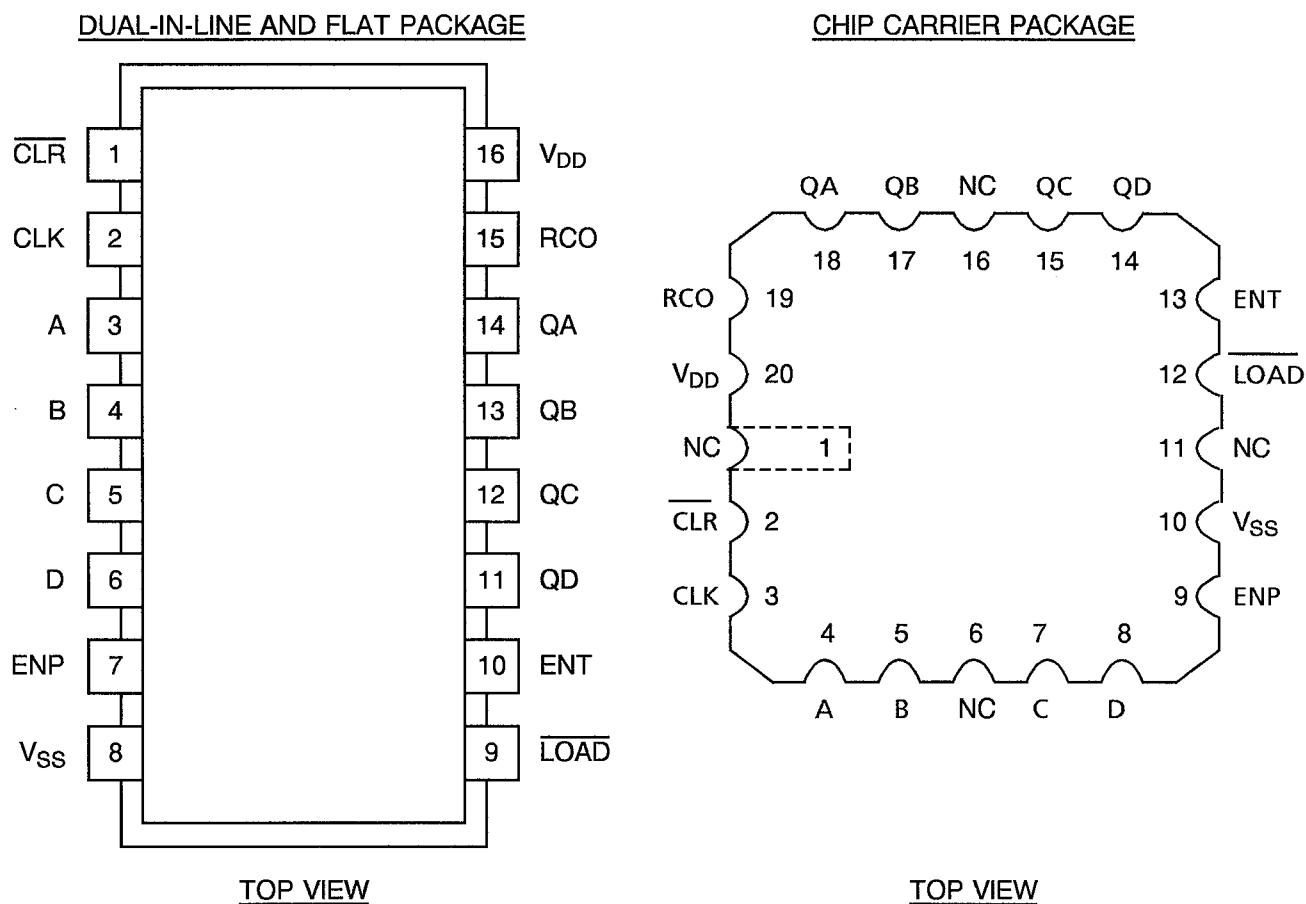 DUAL-IN-LINE AND FLAT PACKAGE
CLR 1 16 VDD
CLK 2 15 RCO
A 3 14 QA
B 4 13 QB
C 5 12 QC
D 6 11 QD
ENP 7 10 ENT
VSS 8 9 LOAD
TOP VIEW
CHIP CARRIER PACKAGE
QA QB NC QC QD
18 17 16 15 14
RCO 19 13 ENT
VDD 20 12 LOAD
NC 1 11 NC
CLR 2 10 VSS
CLK 3 9 ENP
4 5 6 7 8
A B NC C D
TOP VIEW